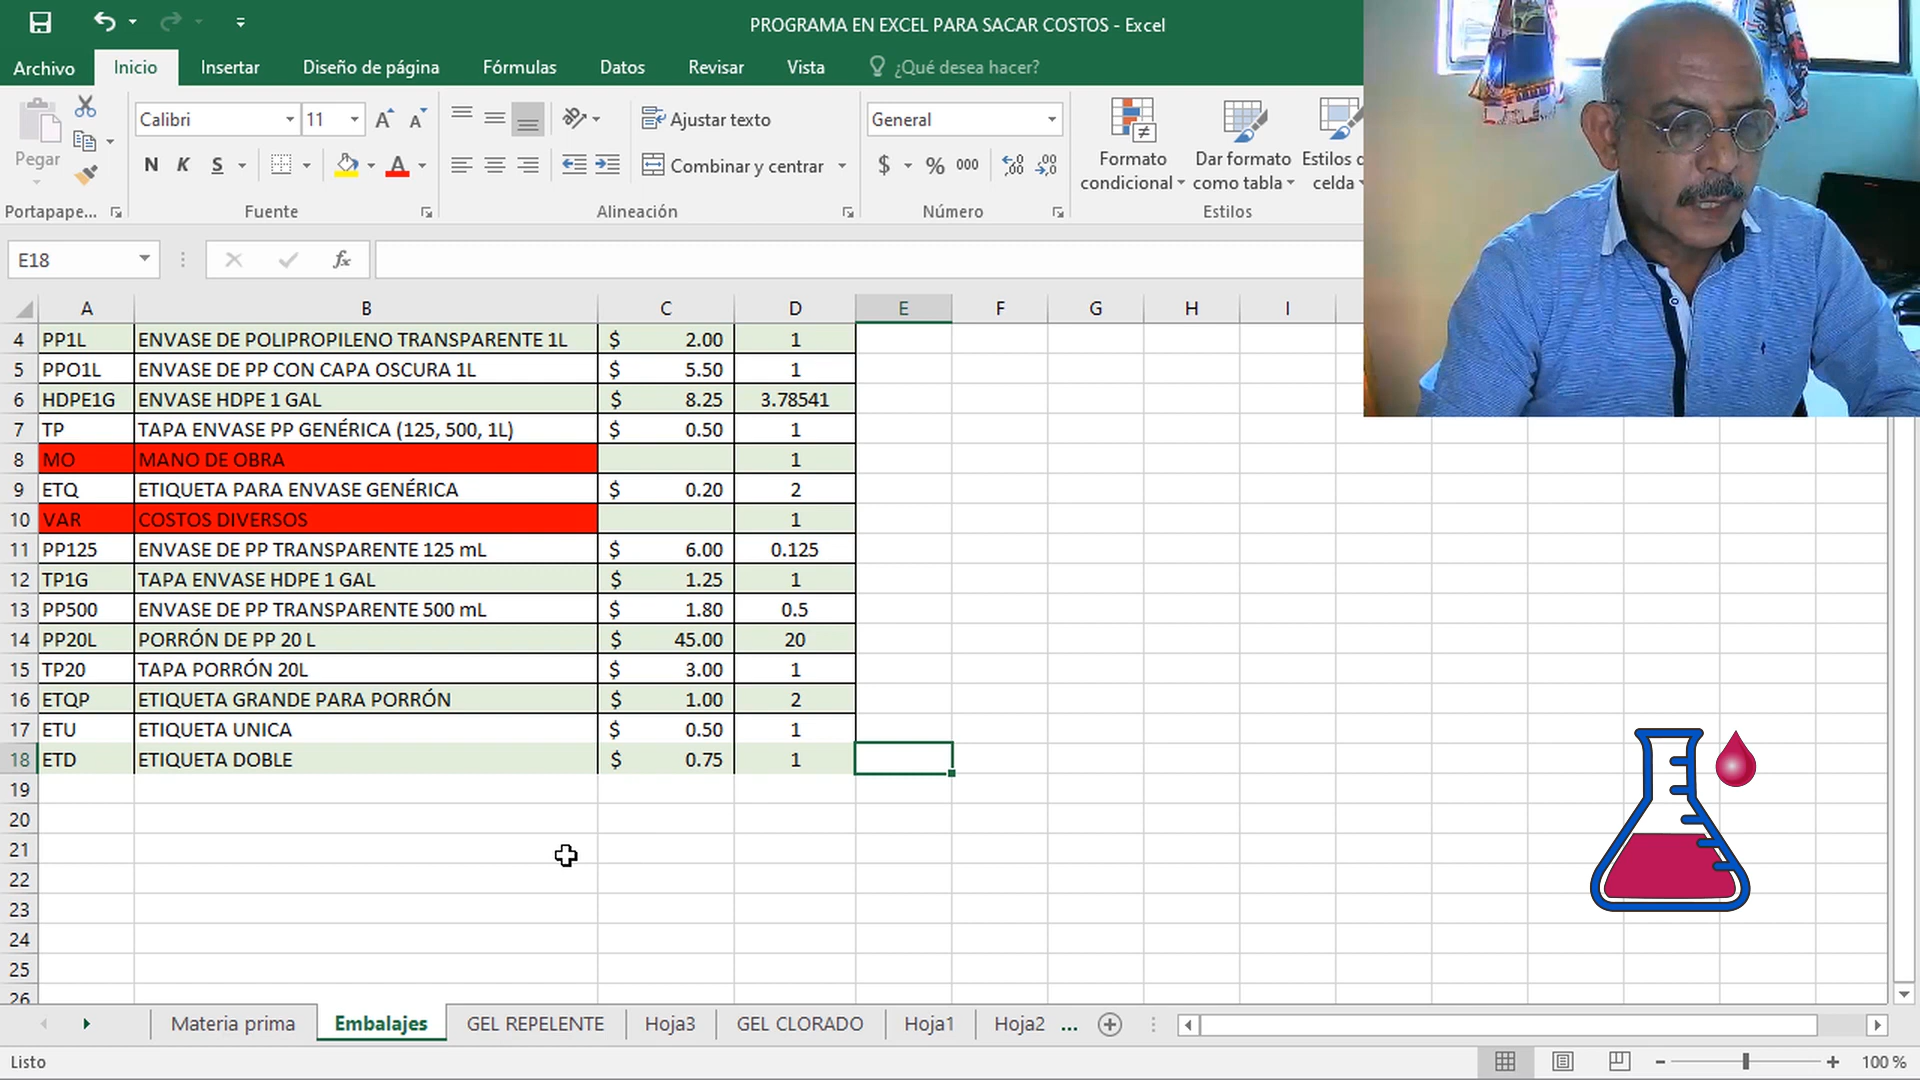 PROGRAMA EN EXCEL PARA SACAR COSTOS - Excel
Archivo Inicio Insertar Diseño de página Fórmulas Datos Revisar Vista ¿Qué desea hacer?
Pegar
Calibri 11
N K S
Ajustar texto
Combinar y centrar
General
$ % 000
Formato condicional
Dar formato como tabla
Estilos d
celda
Portapape... Fuente Alineación Número Estilos
E18 fx
A B C D E F G H I
4 PP1L ENVASE DE POLIPROPILENO TRANSPARENTE 1L $ 2.00 1
5 PPO1L ENVASE DE PP CON CAPA OSCURA 1L $ 5.50 1
6 HDPE1G ENVASE HDPE 1 GAL $ 8.25 3.78541
7 TP TAPA ENVASE PP GENÉRICA (125, 500, 1L) $ 0.50 1
8 MO MANO DE OBRA 1
9 ETQ ETIQUETA PARA ENVASE GENÉRICA $ 0.20 2
10 VAR COSTOS DIVERSOS 1
11 PP125 ENVASE DE PP TRANSPARENTE 125 mL $ 6.00 0.125
12 TP1G TAPA ENVASE HDPE 1 GAL $ 1.25 1
13 PP500 ENVASE DE PP TRANSPARENTE 500 mL $ 1.80 0.5
14 PP20L PORRÓN DE PP 20 L $ 45.00 20
15 TP20 TAPA PORRÓN 20L $ 3.00 1
16 ETQP ETIQUETA GRANDE PARA PORRÓN $ 1.00 2
17 ETU ETIQUETA UNICA $ 0.50 1
18 ETD ETIQUETA DOBLE $ 0.75 1
19
20
21
22
23
24
25
26
Materia prima Embalajes GEL REPELENTE Hoja3 GEL CLORADO Hoja1 Hoja2 ...
Listo 100 %